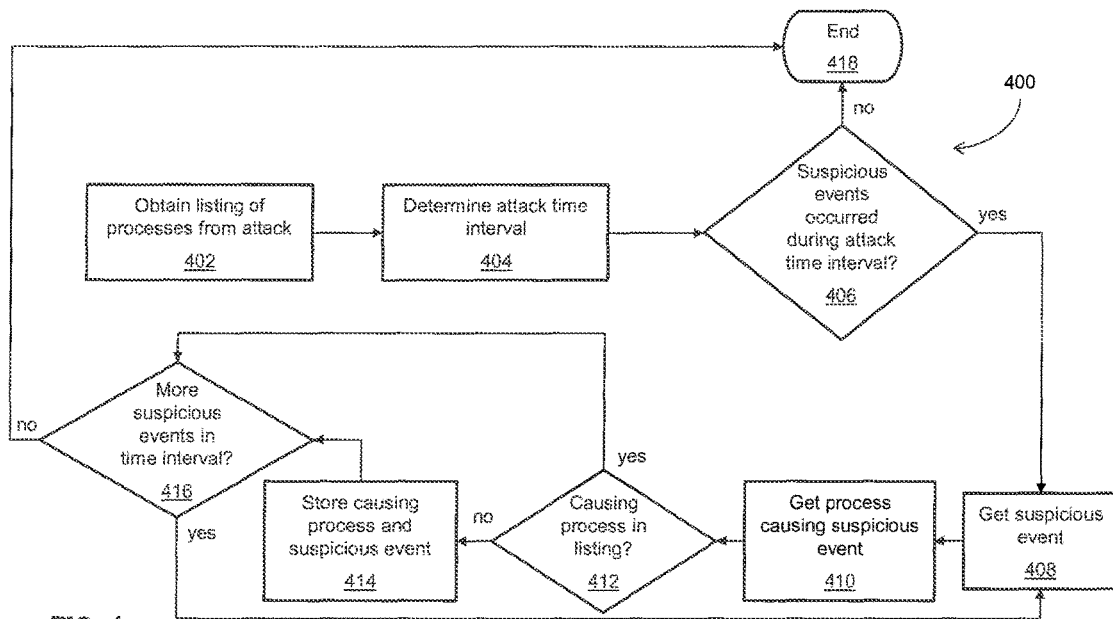 End
418
400
no
Suspicious
events
occurred
during attack
time interval?
406
yes
Obtain listing of
processes from attack
402
Determine attack time
interval
404
More
suspicious
events in
time interval?
416
no
yes
Store causing
process and
suspicious event
414
no
yes
Causing
process in
listing?
412
Get process
causing suspicious
event
410
Get suspicious
event
408